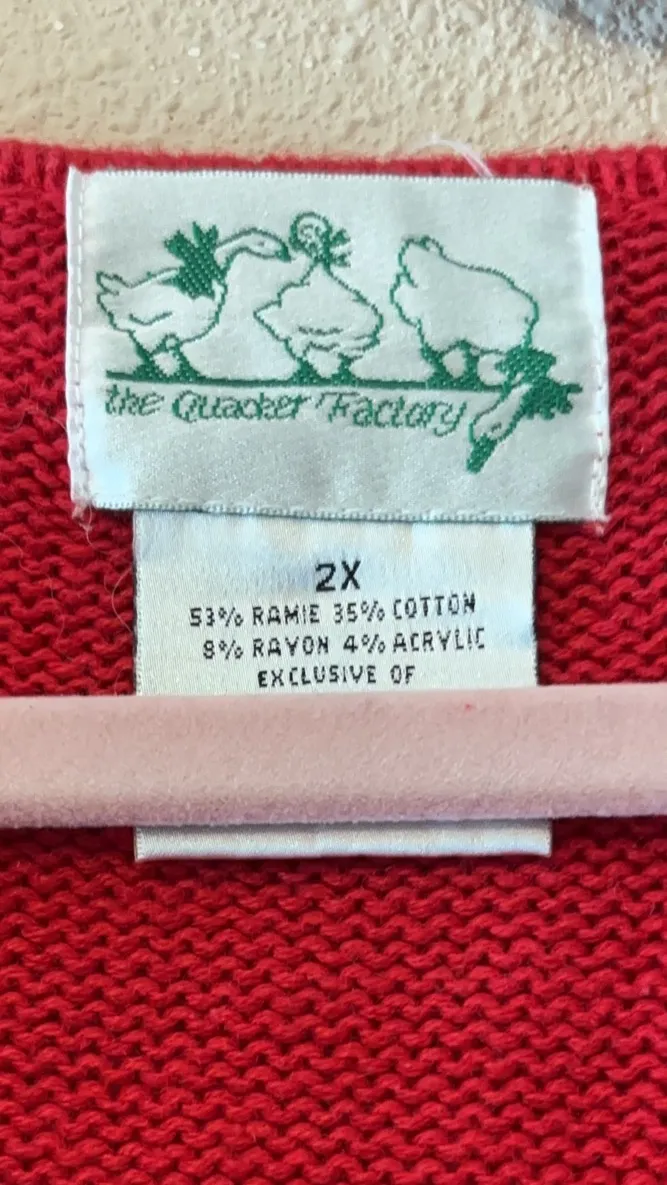 the Quacker Factory
2X
53% RAMIE 35% COTTON
8% RAYON 4% ACRYLIC
EXCLUSIVE OF